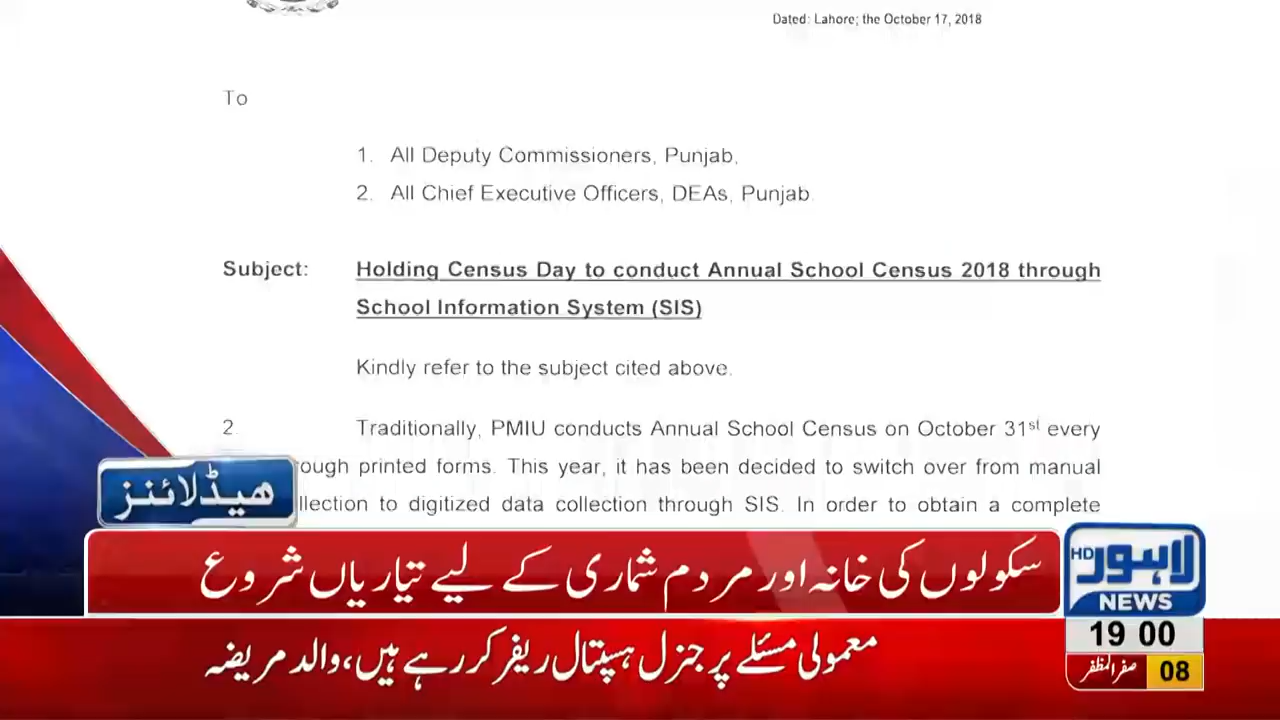 Dated: Lahore; the October 17, 2018
To
1. All Deputy Commissioners, Punjab,
2. All Chief Executive Officers, DEAs, Punjab.
Subject: Holding Census Day to conduct Annual School Census 2018 through
School Information System (SIS)
Kindly refer to the subject cited above.
2. Traditionally, PMIU conducts Annual School Census on October 31st every
ough printed forms. This year, it has been decided to switch over from manual
llection to digitized data collection through SIS. In order to obtain a complete
ھیڈلائنز
سکولوں کی خانہ اور مردم شماری کے لیے تیاریاں شروع
لاہور HD
NEWS
19 00
معمولی مسئلے پر جنرل ہسپتال ریفر کر رہے ہیں، والد مریضہ
صفر المظفر 08